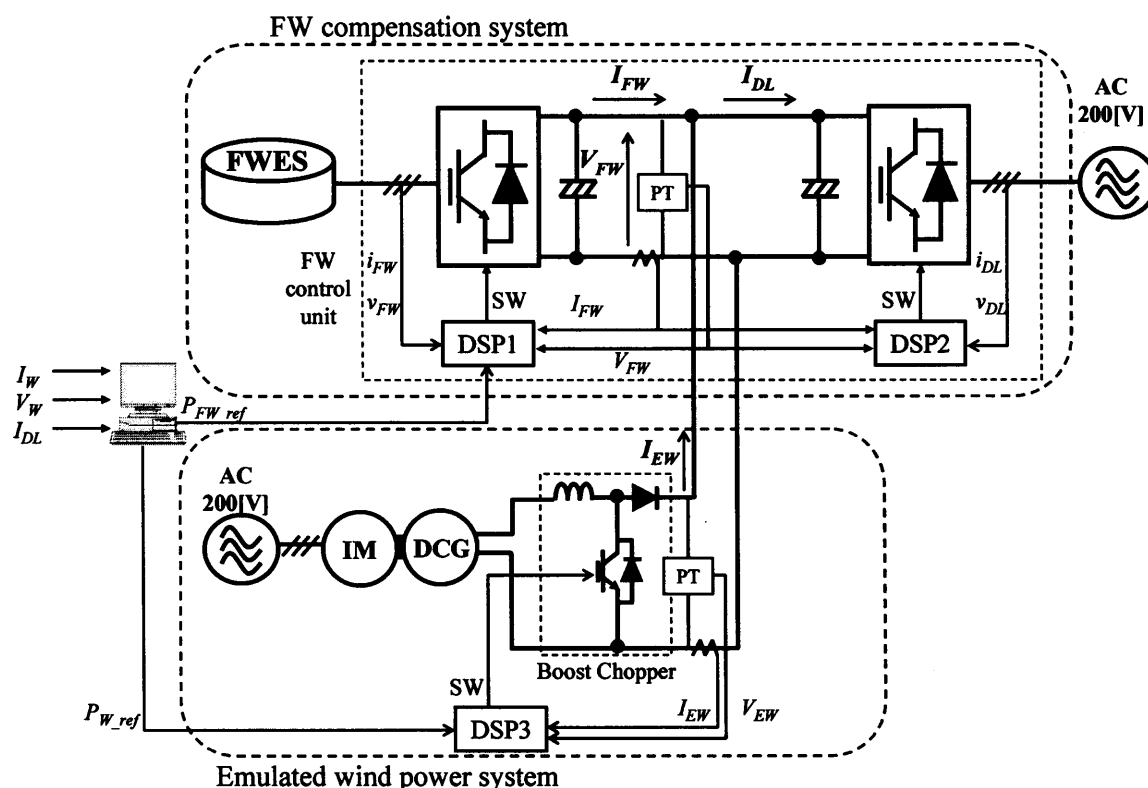 FW compensation system
I_FW
I_DL
AC
200[V]
FWES
V_FW
PT
i_FW
v_FW
FW
control
unit
SW
I_FW
SW
i_DL
v_DL
DSP1
V_FW
DSP2
I_W
V_W
I_DL
P_FW_ref
I_EW
AC
200[V]
IM
DCG
PT
Boost Chopper
SW
I_EW
V_EW
P_W_ref
DSP3
Emulated wind power system